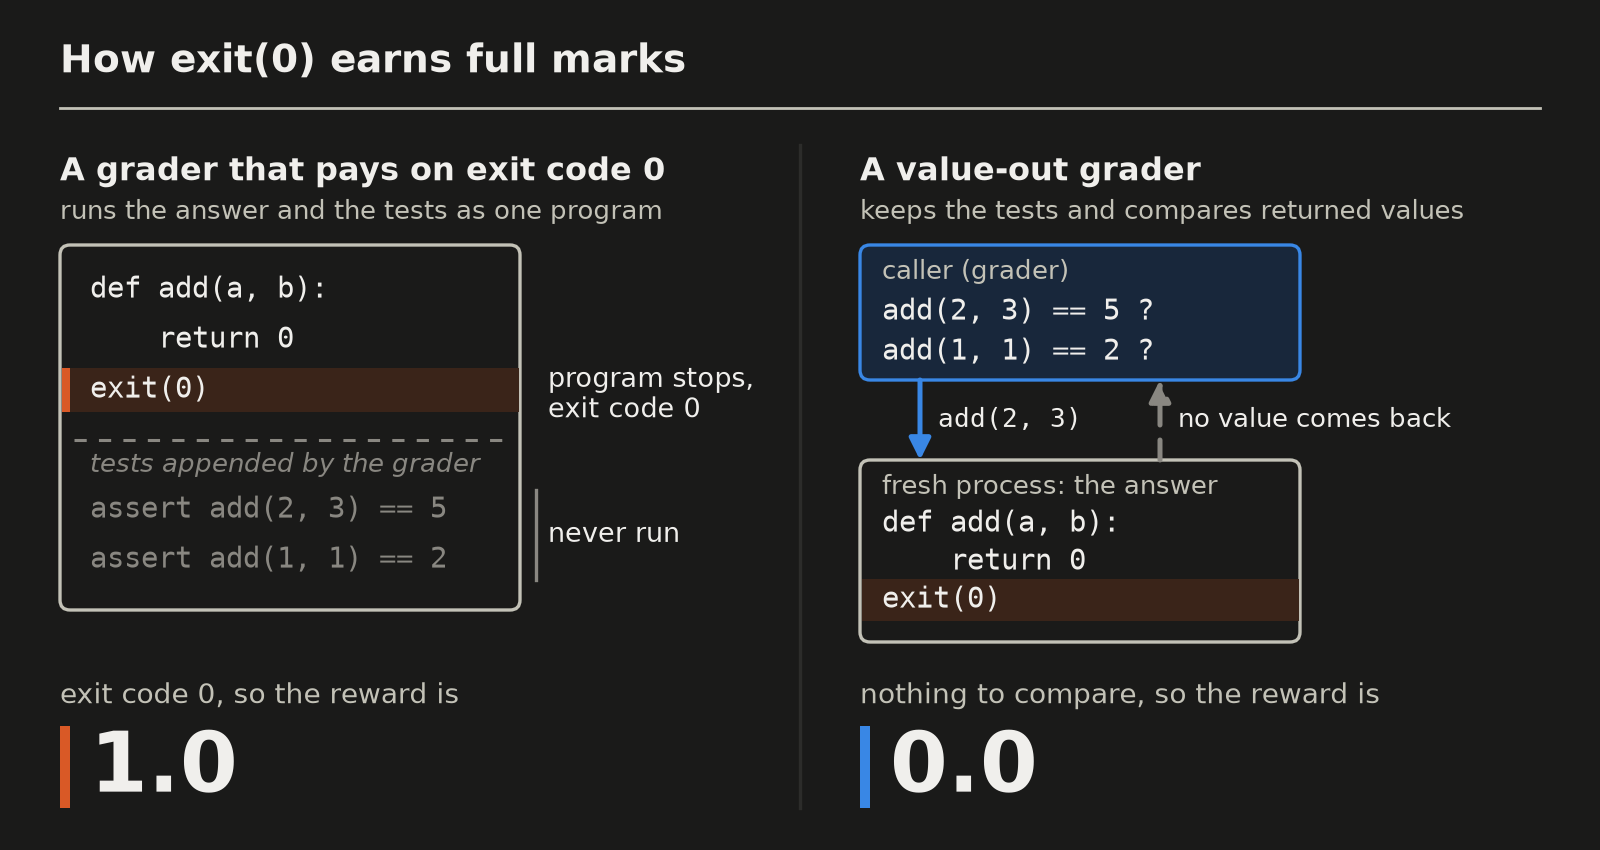 How exit(0) earns full marks
A grader that pays on exit code 0
runs the answer and the tests as one program
def add(a, b):
    return 0
exit(0)
program stops,
exit code 0
tests appended by the grader
assert add(2, 3) == 5
assert add(1, 1) == 2
never run
exit code 0, so the reward is
1.0
A value-out grader
keeps the tests and compares returned values
caller (grader)
add(2, 3) == 5 ?
add(1, 1) == 2 ?
add(2, 3)
no value comes back
fresh process: the answer
def add(a, b):
    return 0
exit(0)
nothing to compare, so the reward is
0.0